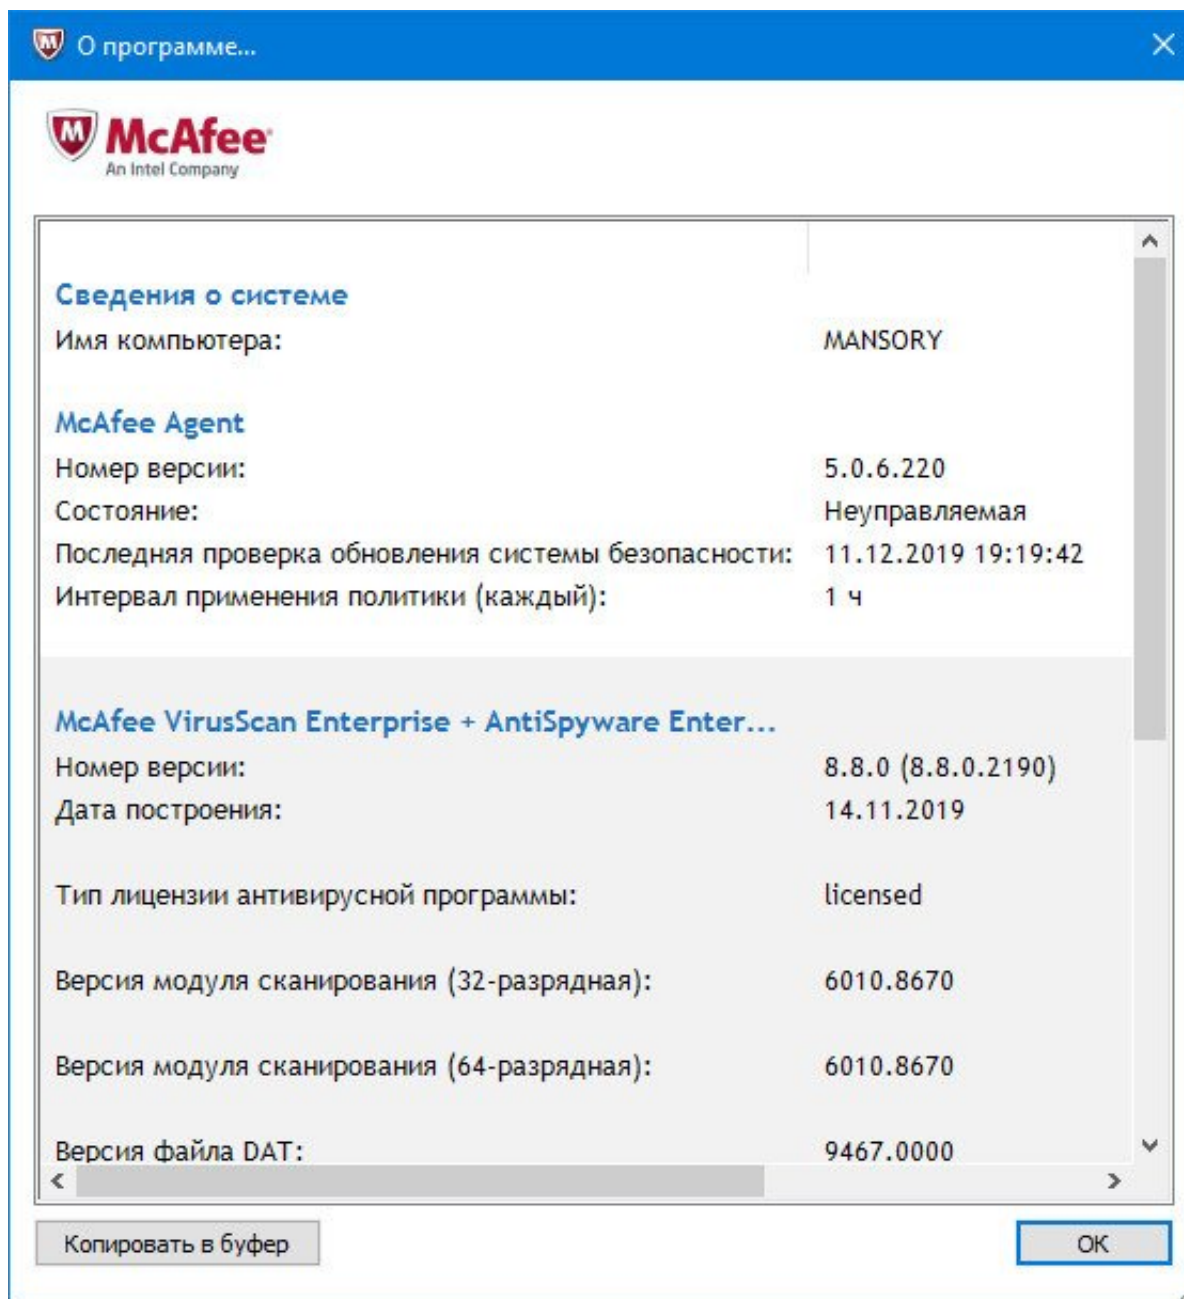 О программе...
McAfee
An Intel Company
Сведения о системе
Имя компьютера: MANSORY
McAfee Agent
Номер версии: 5.0.6.220
Состояние: Неуправляемая
Последняя проверка обновления системы безопасности: 11.12.2019 19:19:42
Интервал применения политики (каждый): 1 ч
McAfee VirusScan Enterprise + AntiSpyware Enter...
Номер версии: 8.8.0 (8.8.0.2190)
Дата построения: 14.11.2019
Тип лицензии антивирусной программы: licensed
Версия модуля сканирования (32-разрядная): 6010.8670
Версия модуля сканирования (64-разрядная): 6010.8670
Версия файла DAT: 9467.0000
Копировать в буфер OK